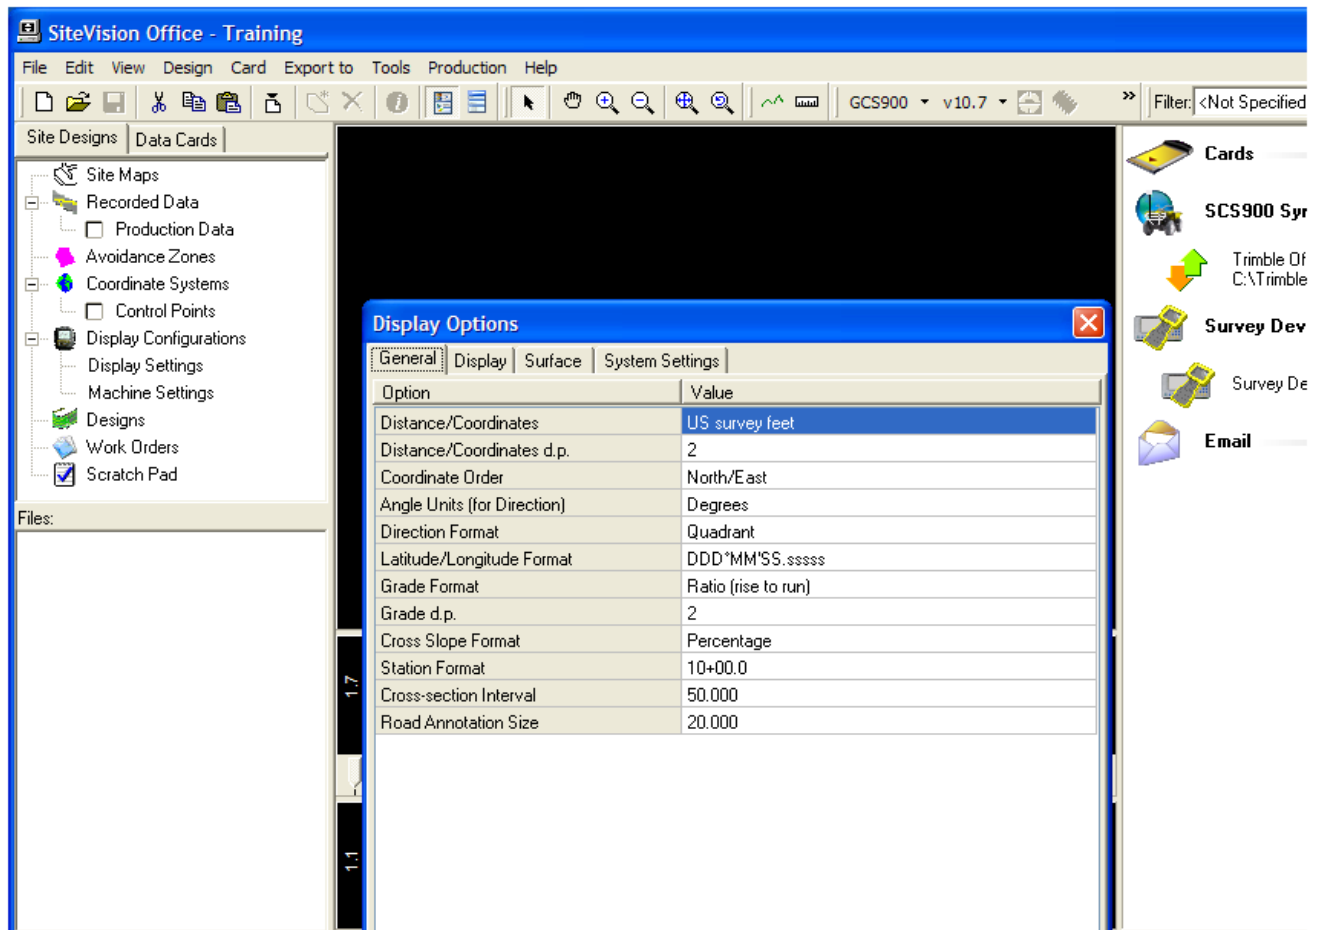 SiteVision Office - Training
File Edit View Design Card Export to Tools Production Help
GCS900 v10.7 » Filter: <Not Specified
Site Designs Data Cards
Site Maps
Recorded Data
Production Data
Avoidance Zones
Coordinate Systems
Control Points
Display Configurations
Display Settings
Machine Settings
Designs
Work Orders
Scratch Pad
Files:
1.7
1.1
Display Options
General Display Surface System Settings
Option Value
Distance/Coordinates US survey feet
Distance/Coordinates d.p. 2
Coordinate Order North/East
Angle Units (for Direction) Degrees
Direction Format Quadrant
Latitude/Longitude Format DDD°MM'SS.sssss
Grade Format Ratio (rise to run)
Grade d.p. 2
Cross Slope Format Percentage
Station Format 10+00.0
Cross-section Interval 50.000
Road Annotation Size 20.000
Cards
SCS900 Syn
Trimble Of
C:\Trimble
Survey Dev
Survey De
Email